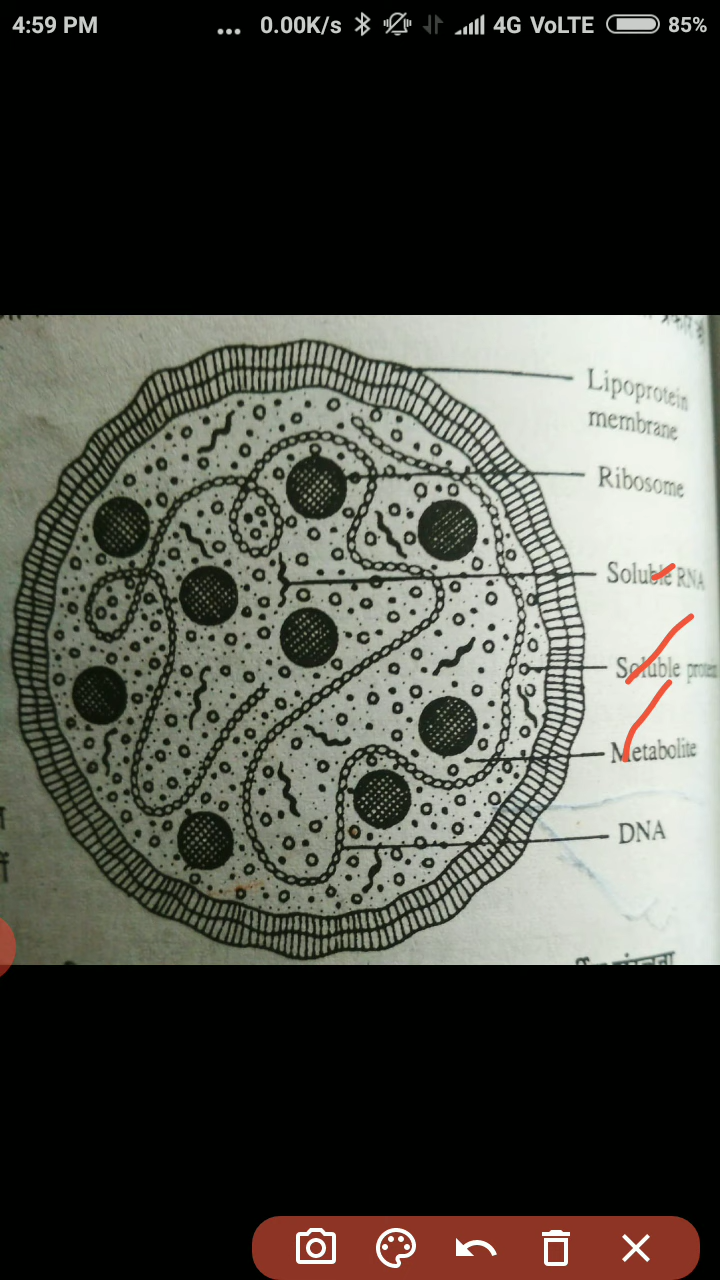 4:59 PM ... 0.00K/s 4G VoLTE 85%
Lipoprotein
membrane
Ribosome
Soluble RNA
Soluble protein
Metabolite
DNA